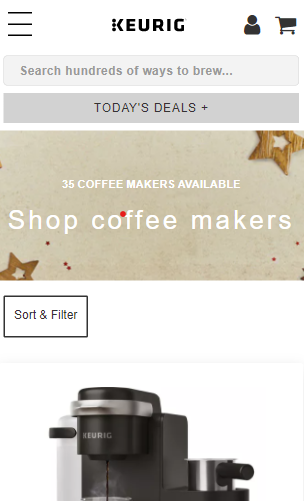 KEURIG
Search hundreds of ways to brew...
TODAY'S DEALS +
35 COFFEE MAKERS AVAILABLE
Shop coffee makers
Sort & Filter
KEURIG